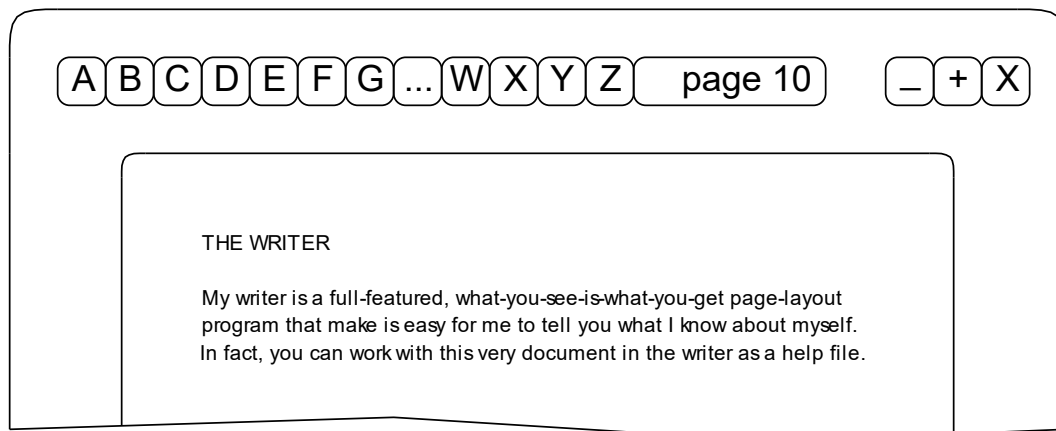 A B C D E F G ... W X Y Z page 10 _ + X
THE WRITER
My writer is a full-featured, what-you-see-is-what-you-get page-layout
program that make is easy for me to tell you what I know about myself.
In fact, you can work with this very document in the writer as a help file.